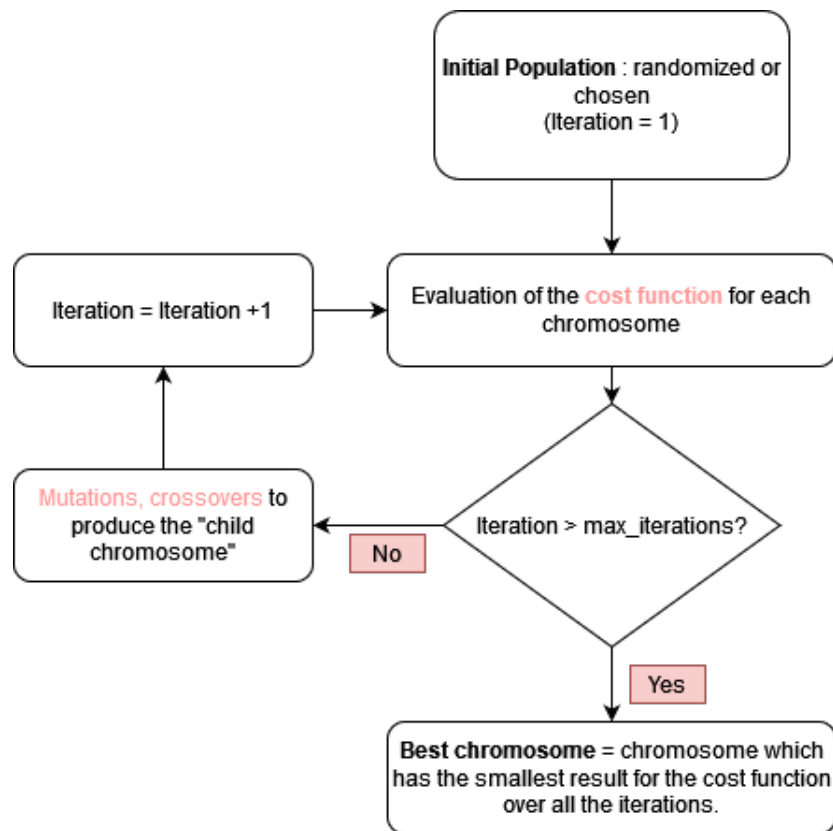 Initial Population : randomized or
chosen
(Iteration = 1)
Iteration = Iteration +1
Evaluation of the cost function for each
chromosome
Mutations, crossovers to
produce the "child
chromosome"
Iteration > max_iterations?
No
Yes
Best chromosome = chromosome which
has the smallest result for the cost function
over all the iterations.